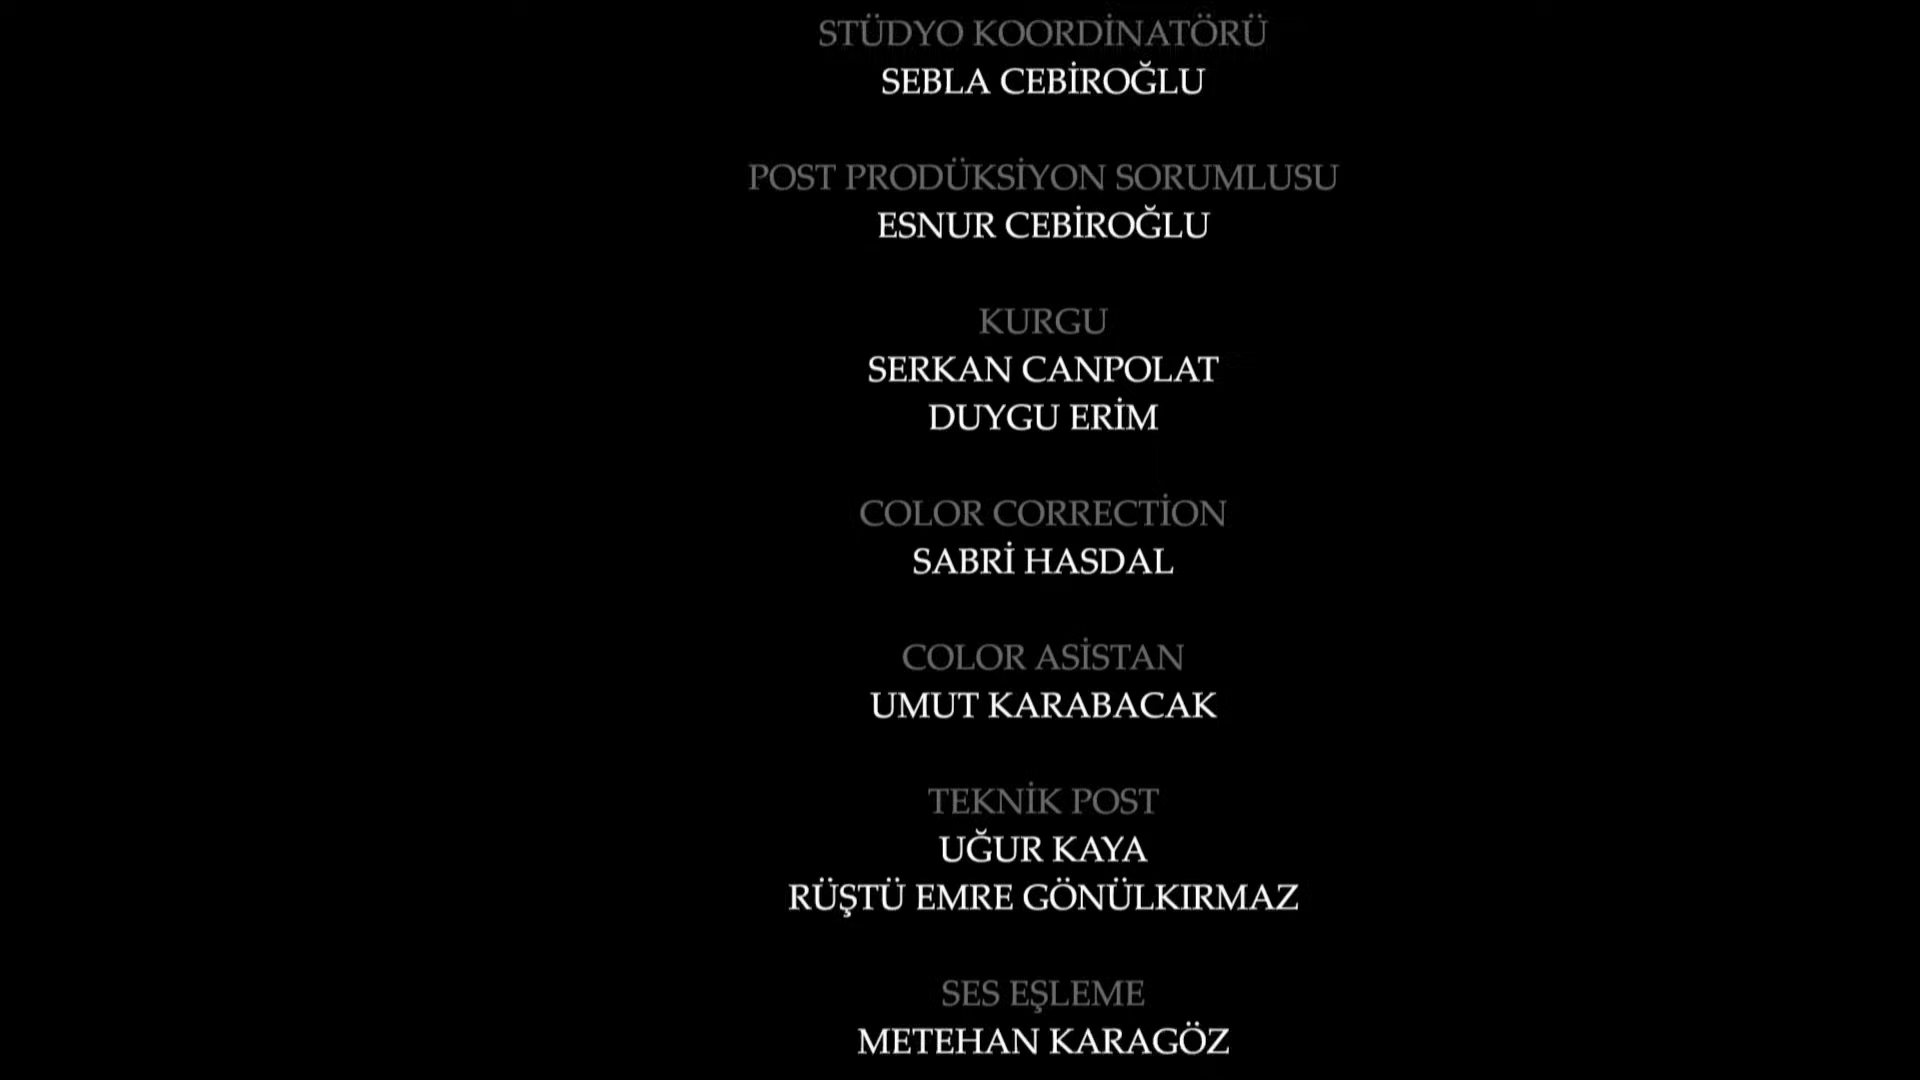 STÜDYO KOORDİNATÖRÜ
SEBLA CEBİROĞLU
POST PRODÜKSİYON SORUMLUSU
ESNUR CEBİROĞLU
KURGU
SERKAN CANPOLAT
DUYGU ERİM
COLOR CORRECTİON
SABRİ HASDAL
COLOR ASİSTAN
UMUT KARABACAK
TEKNİK POST
UĞUR KAYA
RÜŞTÜ EMRE GÖNÜLKIRMAZ
SES EŞLEME
METEHAN KARAGÖZ